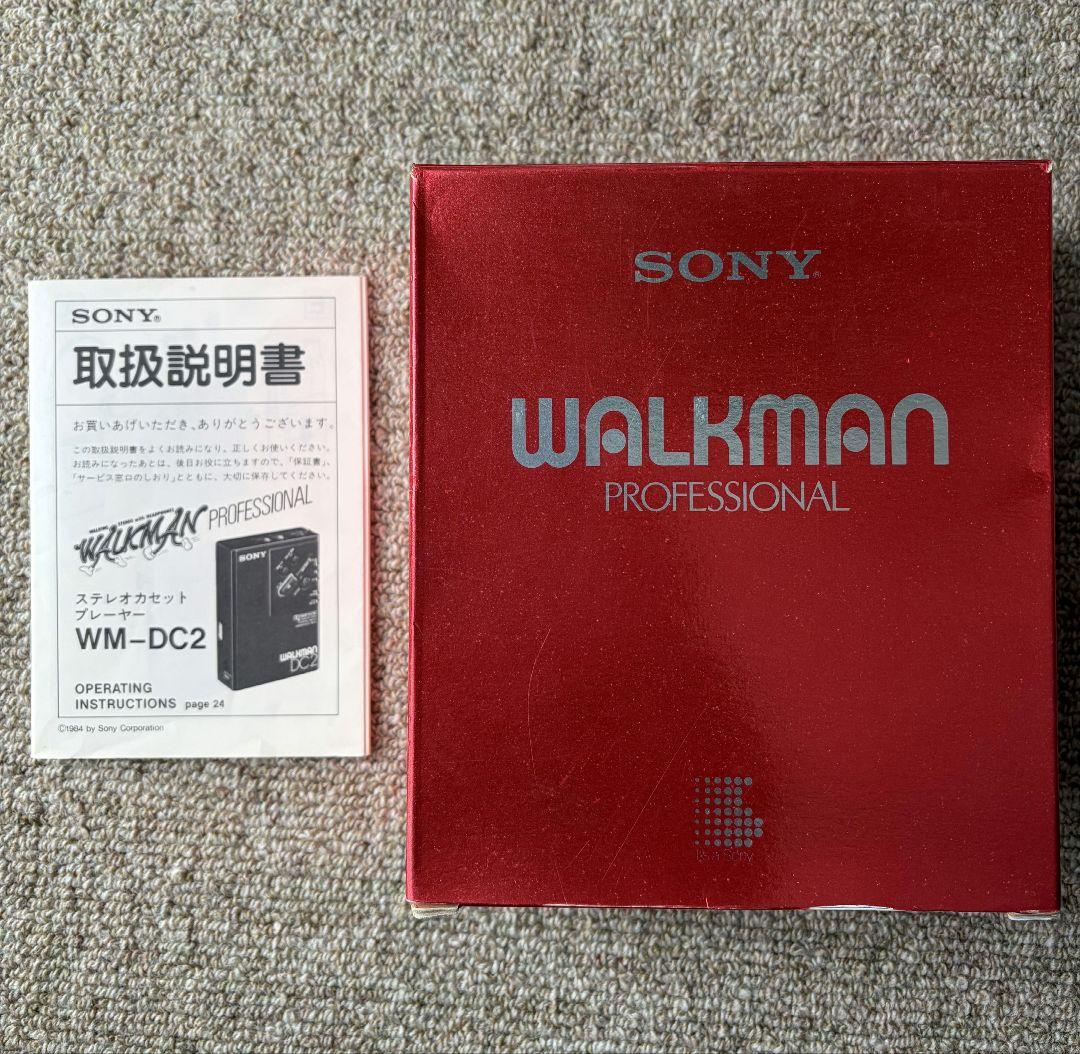 SONY®
取扱説明書
お買いあげいただき、ありがとうございます。
この取扱説明書をよくお読みになり、正しくお使いください。
お読みになったあとは、後日お役に立ちますので、「保証書」、
「サービス窓口のしおり」とともに、大切に保存してください。
WALKMAN PROFESSIONAL
SONY
ステレオカセット
プレーヤー
WM-DC2
WALKMAN
DC2
OPERATING
INSTRUCTIONS page 24
©1984 by Sony Corporation
SONY®
WALKMAN
PROFESSIONAL
It's a Sony